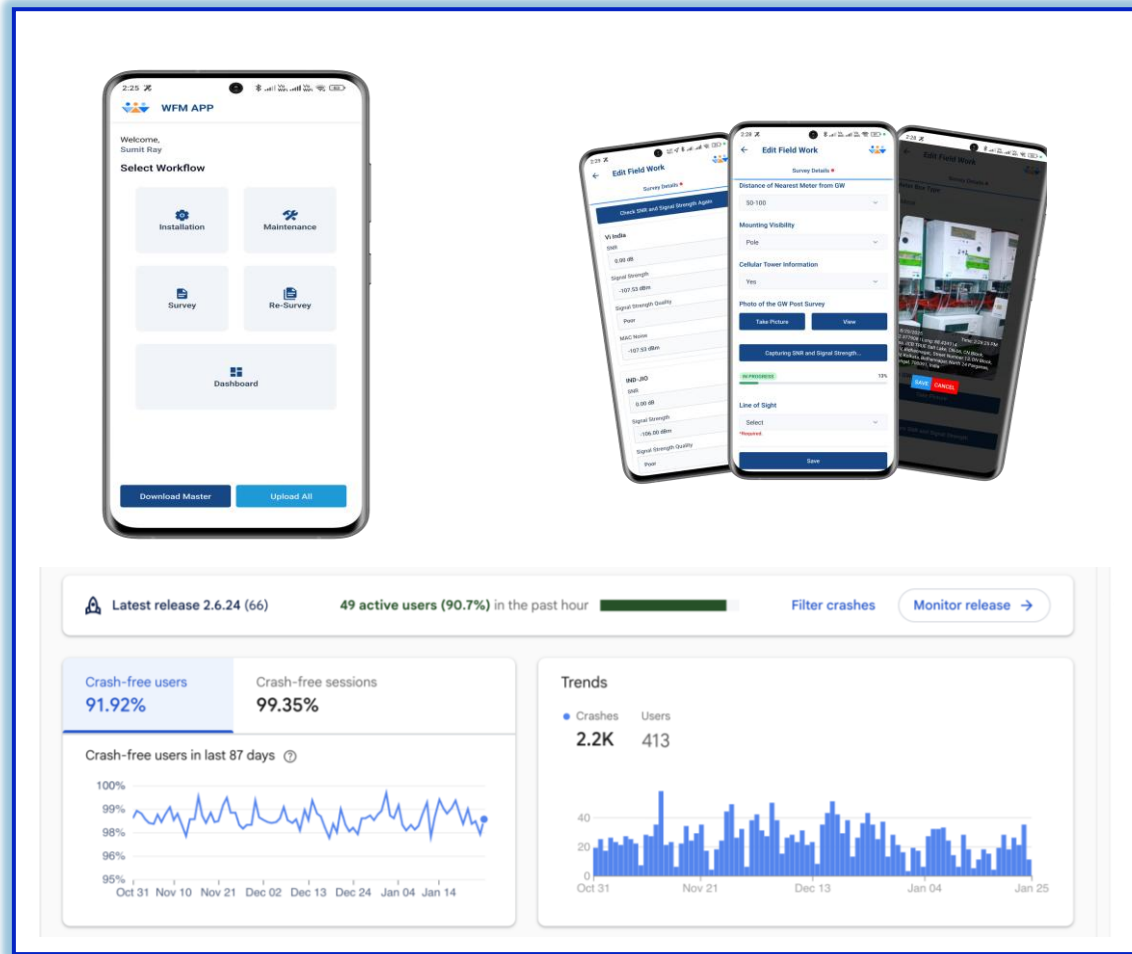 2:25
WFM APP
Welcome,
Sumit Ray
Select Workflow
Installation
Maintenance
Survey
Re-Survey
Dashboard
Download Master
Upload All
2:29
Edit Field Work
Survey Details
Check SNR and Signal Strength Again
Vi India
SNR
0.00 dB
Signal Strength
-107.53 dBm
Signal Strength Quality
Poor
MAC Noise
-107.53 dBm
IND-JIO
SNR
0.00 dB
Signal Strength
-106.00 dBm
Signal Strength Quality
Poor
2:28
Edit Field Work
Survey Details
Distance of Nearest Meter from GW
50-100
Mounting Visibility
Pole
Cellular Tower Information
Yes
Photo of the GW Post Survey
Take Picture
View
Capturing SNR and Signal Strength...
IN PROGRESS
13%
Line of Sight
Select
*Required.
Save
Edit Field Work
Survey Details
SAVE
CANCEL
Take Picture
Latest release 2.6.24 (66)
49 active users (90.7%) in the past hour
Filter crashes
Monitor release
Crash-free users
91.92%
Crash-free sessions
99.35%
Crash-free users in last 87 days
100%
99%
98%
96%
95%
Oct 31 Nov 10 Nov 21 Dec 02 Dec 13 Dec 24 Jan 04 Jan 14
Trends
Crashes
2.2K
Users
413
40
20
0
Oct 31 Nov 21 Dec 13 Jan 04 Jan 25